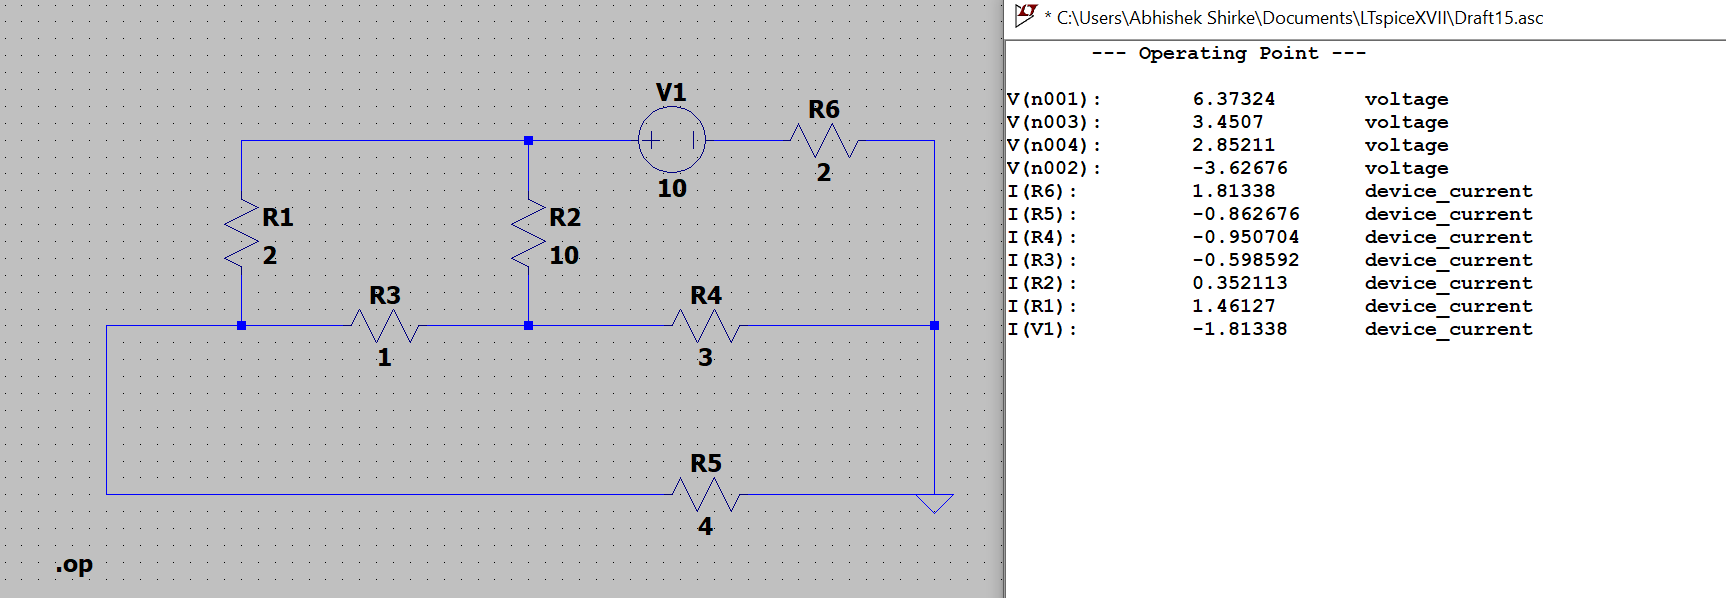 V1
R6
2
10
R1
2
R2
10
R3
1
R4
3
R5
4
.op
* C:\Users\Abhishek Shirke\Documents\LTspiceXVII\Draft15.asc
--- Operating Point ---
V(n001): 6.37324 voltage
V(n003): 3.4507 voltage
V(n004): 2.85211 voltage
V(n002): -3.62676 voltage
I(R6): 1.81338 device_current
I(R5): -0.862676 device_current
I(R4): -0.950704 device_current
I(R3): -0.598592 device_current
I(R2): 0.352113 device_current
I(R1): 1.46127 device_current
I(V1): -1.81338 device_current